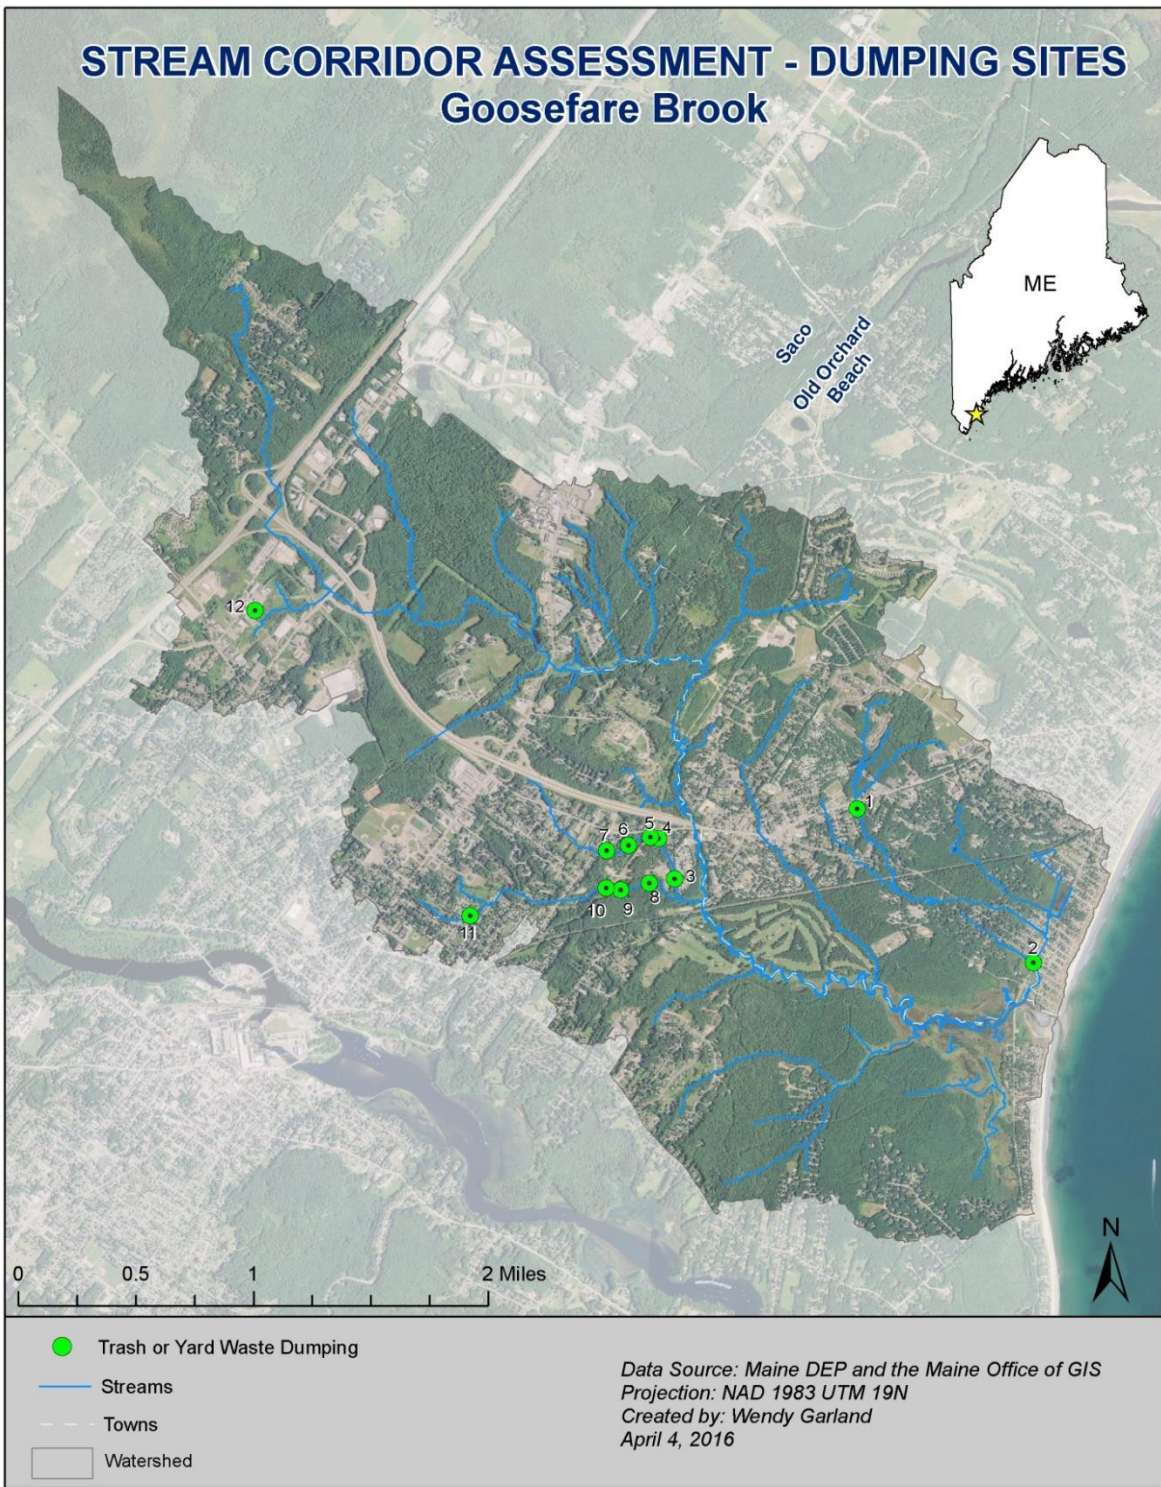 STREAM CORRIDOR ASSESSMENT - DUMPING SITES
Goosefare Brook
ME
Saco
Old Orchard
Beach
12
1
5
4
6
7
3
8
9
10
11
2
N
0
0.5
1
2 Miles
Trash or Yard Waste Dumping
Streams
Towns
Watershed
Data Source: Maine DEP and the Maine Office of GIS
Projection: NAD 1983 UTM 19N
Created by: Wendy Garland
April 4, 2016